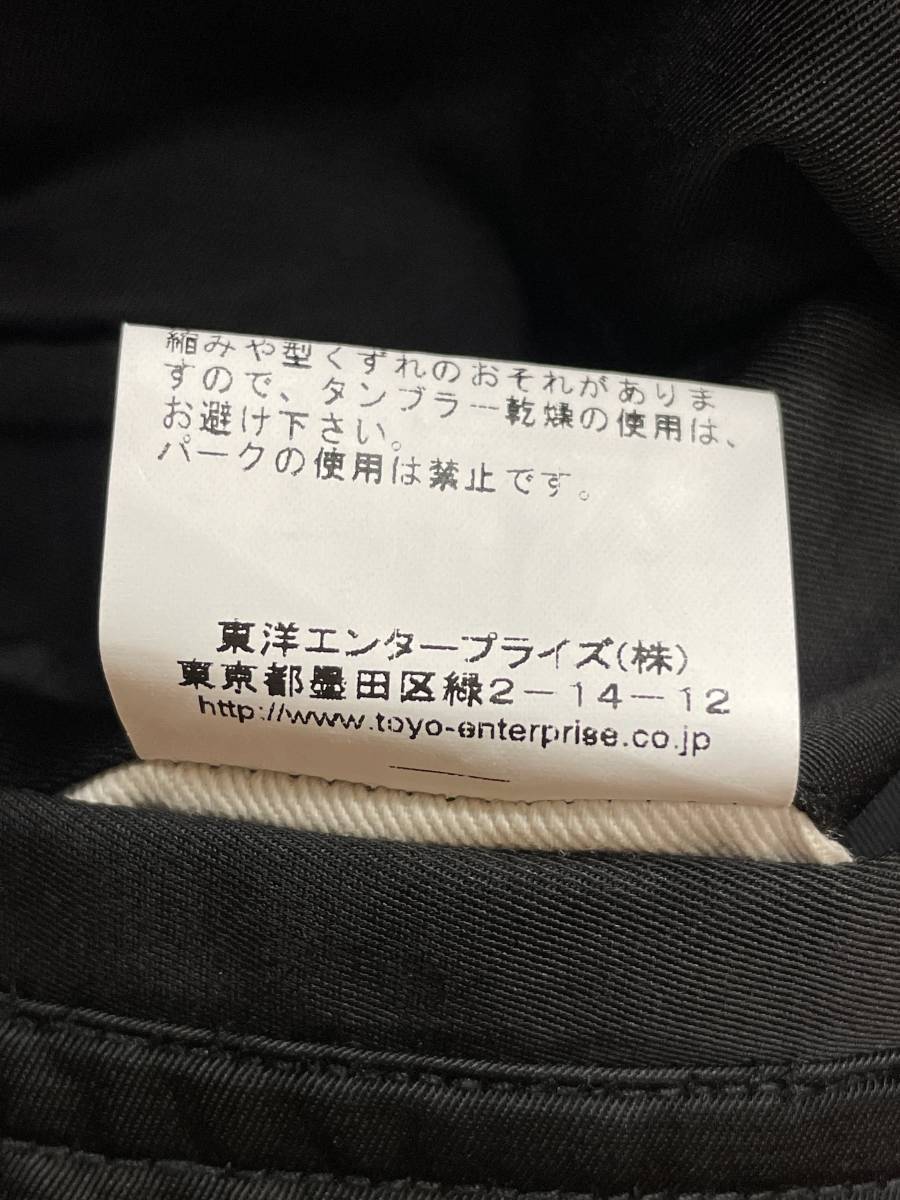 縮みや型くずれのおそれがありま
すので、タンブラー乾燥の使用は、
お避け下さい。
パークの使用は禁止です。
東洋エンタープライズ(株)
東京都墨田区緑2-14-12
http://www.toyo-enterprise.co.jp